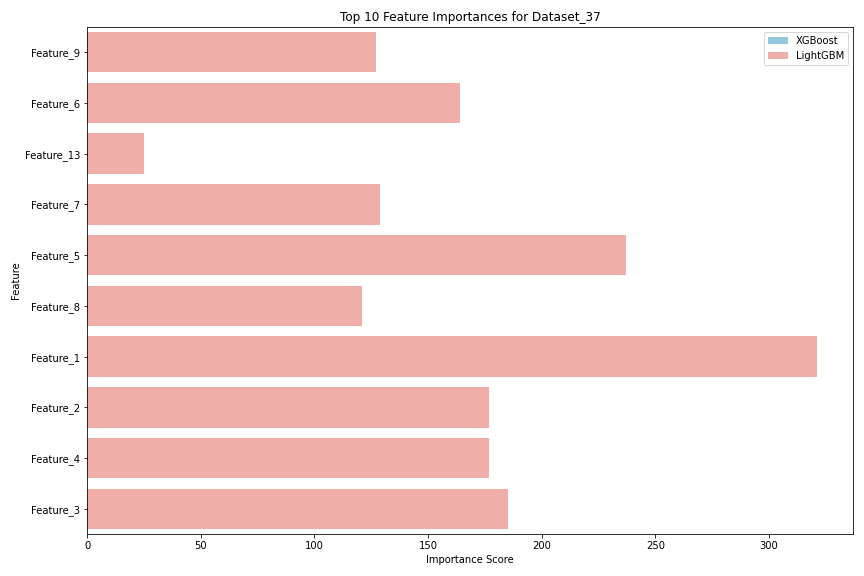 Top 10 Feature Importances for Dataset_37
XGBoost
LightGBM
Feature_9
Feature_6
Feature_13
Feature_7
Feature_5
Feature_8
Feature_1
Feature_2
Feature_4
Feature_3
Feature
0 50 100 150 200 250 300
Importance Score